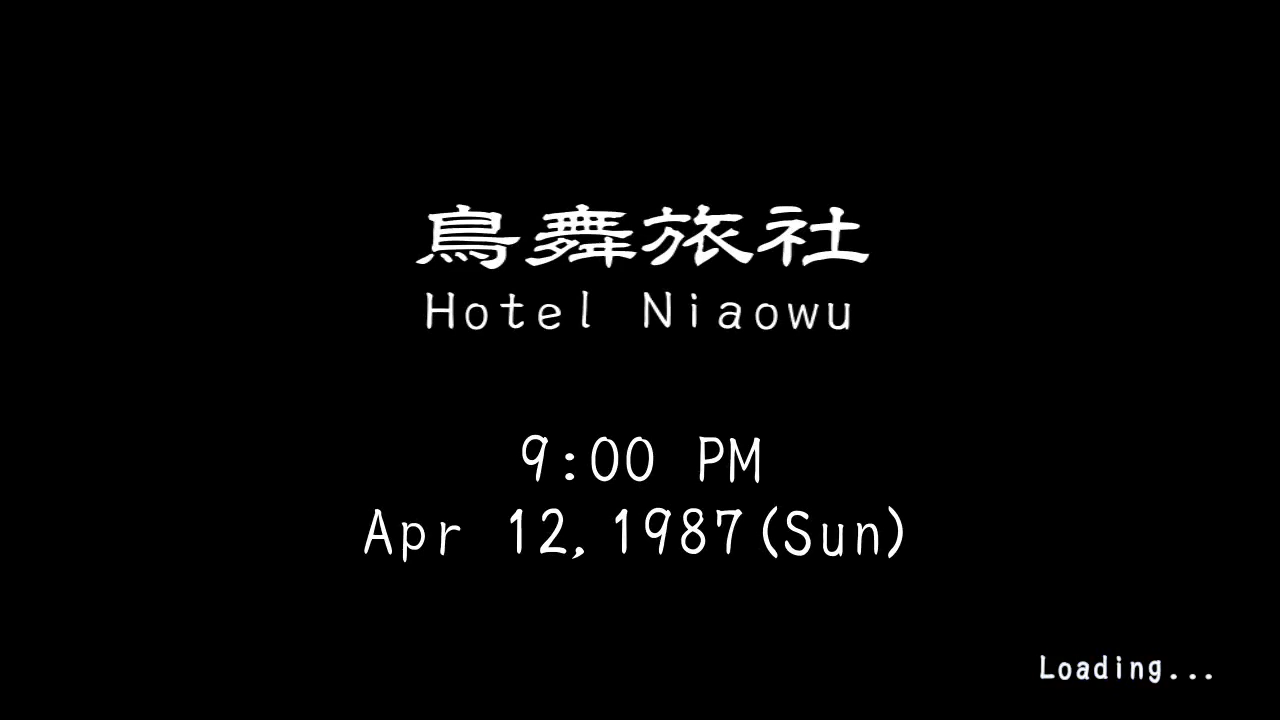 鳥舞旅社
Hotel Niaowu
9:00 PM
Apr 12,1987(Sun)
Loading...